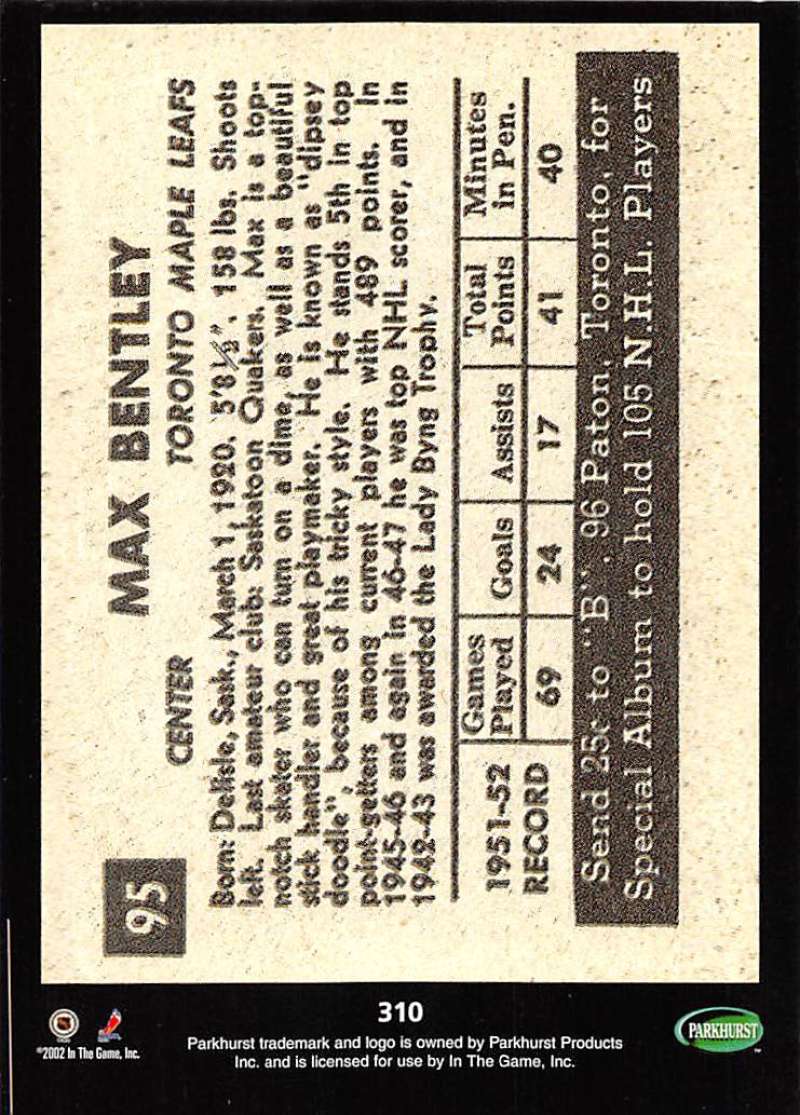 95
MAX BENTLEY
CENTER TORONTO MAPLE LEAFS
Born: Delisle, Sask., March 1, 1920. 5'8½". 158 lbs. Shoots
left. Last amateur club: Saskatoon Quakers. Max is a top-
notch skater who can turn on a dime, as well as a beautiful
stick handler and great playmaker. He is known as "dipsey
doodle", because of his tricky style. He stands 5th in top
point-getters among current players with 489 points. In
1945-46 and again in 46-47 he was top NHL scorer, and in
1942-43 was awarded the Lady Byng Trophy.
1951-52 Games Goals Assists Total Minutes
RECORD Played Points in Pen.
69 24 17 41 40
Send 25c to "B", 96 Paton, Toronto, for
Special Album to hold 105 N.H.L. Players
310
©2002 In The Game, Inc.
Parkhurst trademark and logo is owned by Parkhurst Products
Inc. and is licensed for use by In The Game, Inc.
PARKHURST